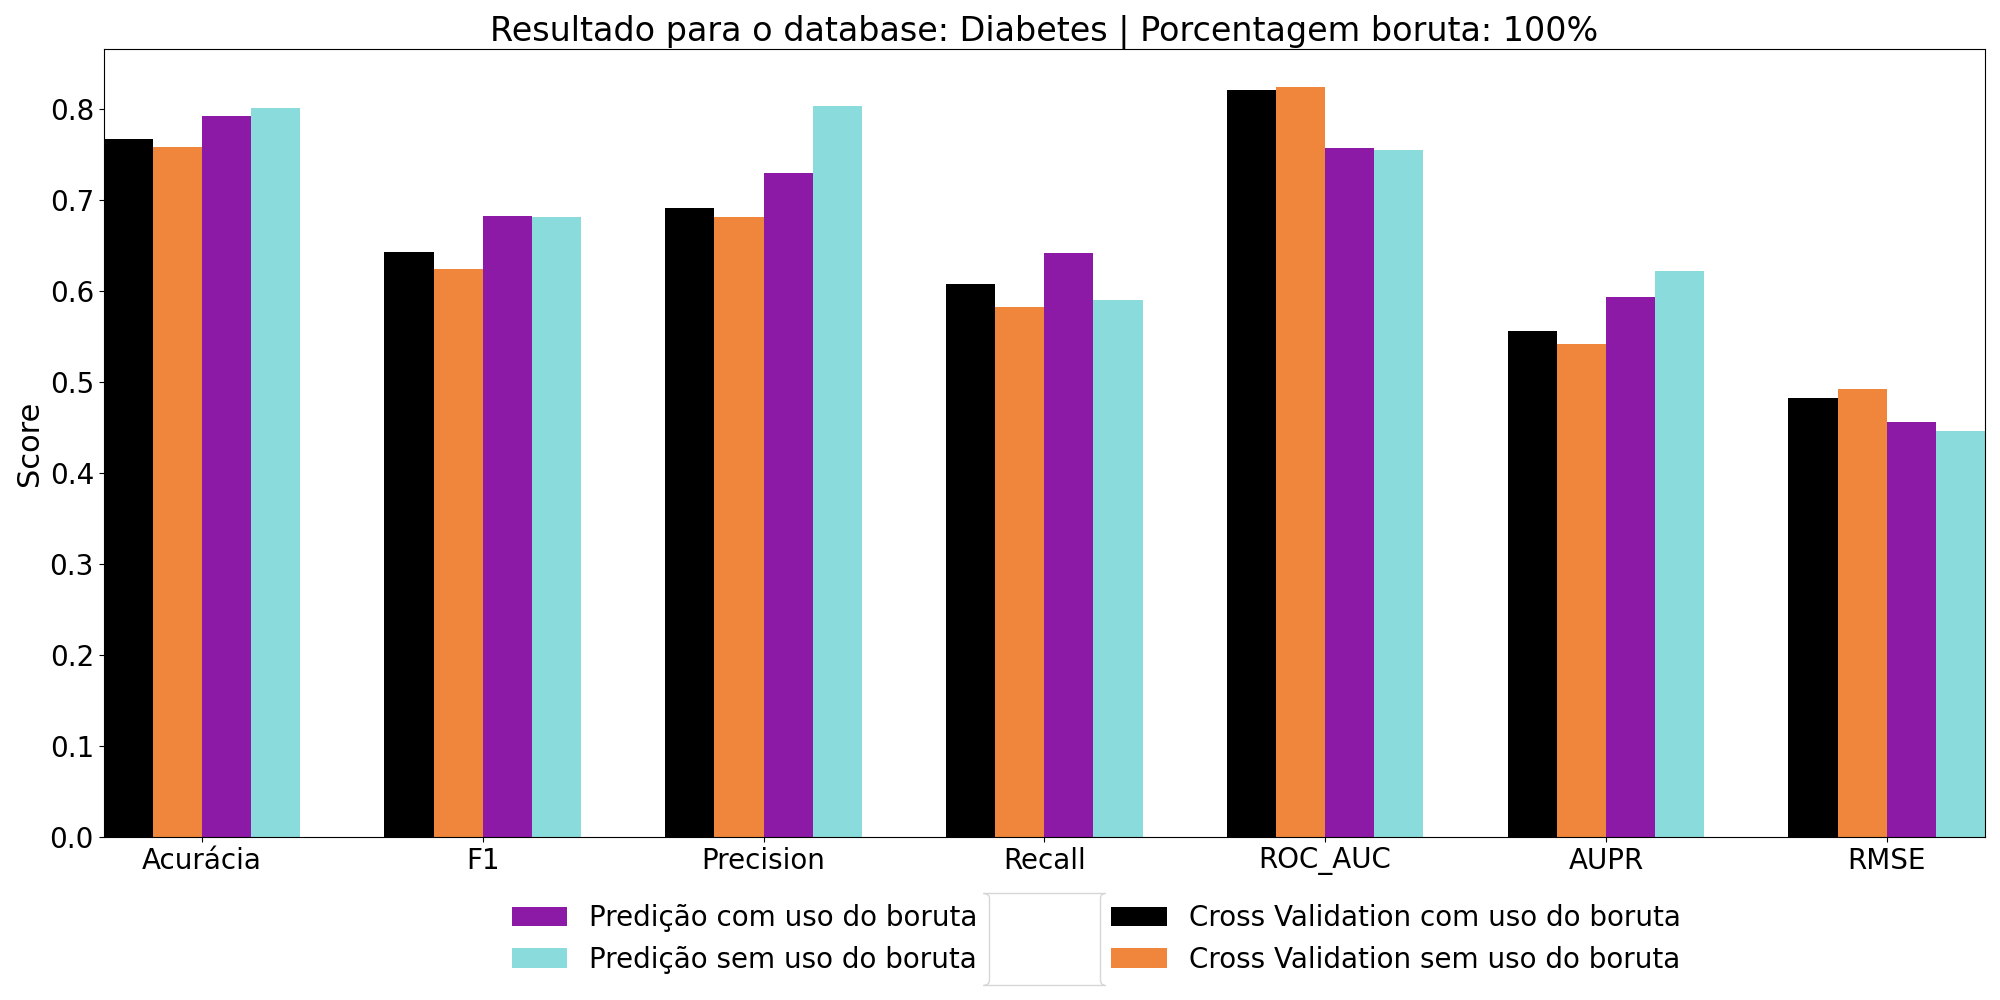 Resultado para o database: Diabetes | Porcentagem boruta: 100%
Score
0.8
0.7
0.6
0.5
0.4
0.3
0.2
0.1
0.0
Acurácia F1 Precision Recall ROC_AUC AUPR RMSE
Predição com uso do boruta
Predição sem uso do boruta
Cross Validation com uso do boruta
Cross Validation sem uso do boruta